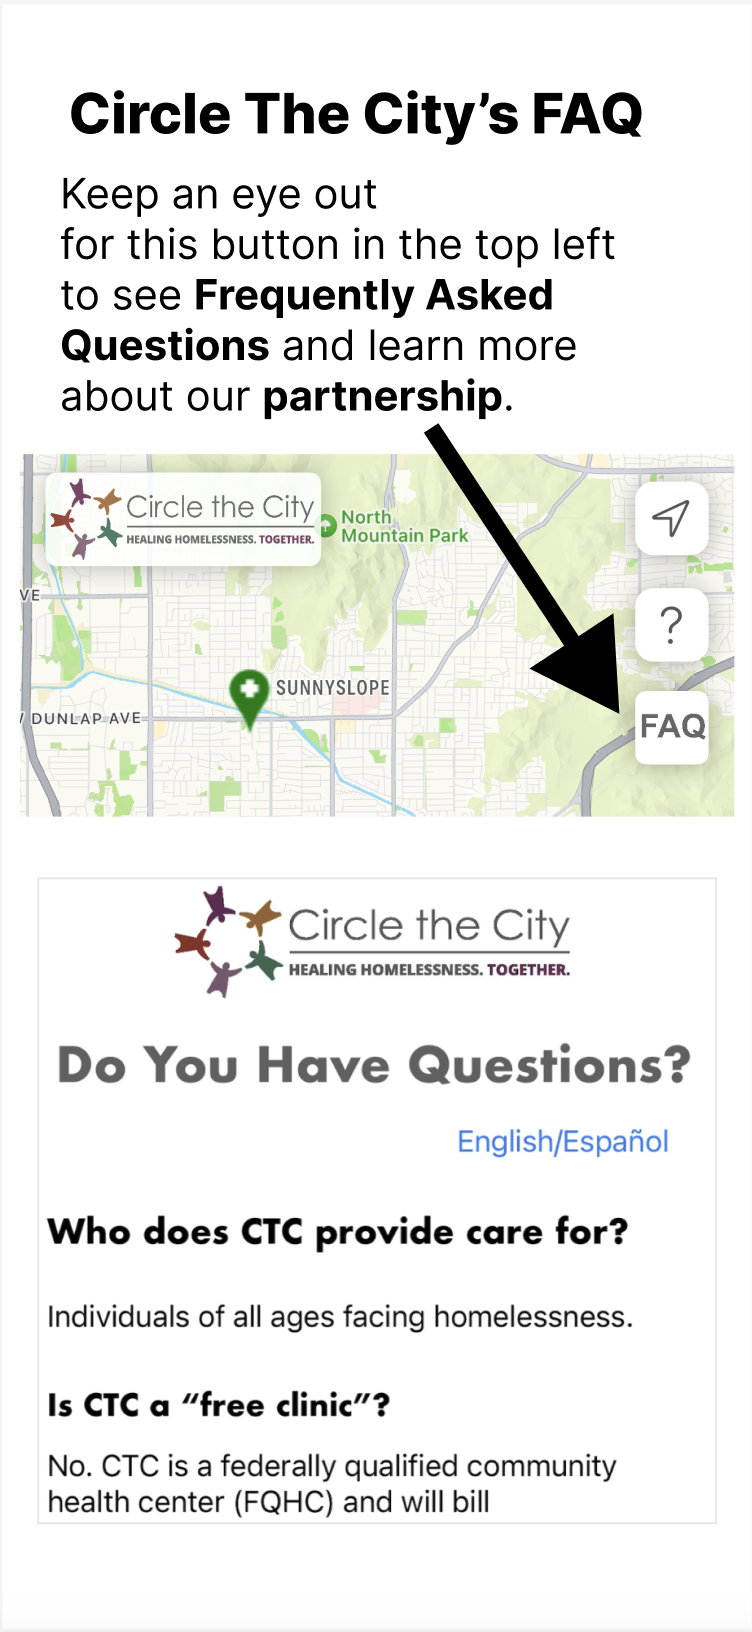 Circle The City’s FAQ
Keep an eye out
for this button in the top left
to see Frequently Asked
Questions and learn more
about our partnership.
Circle the City
HEALING HOMELESSNESS. TOGETHER.
North
Mountain Park
VE
?
SUNNYSLOPE
/ DUNLAP AVE
FAQ
Circle the City
HEALING HOMELESSNESS. TOGETHER.
Do You Have Questions?
English/Español
Who does CTC provide care for?
Individuals of all ages facing homelessness.
Is CTC a “free clinic”?
No. CTC is a federally qualified community
health center (FQHC) and will bill